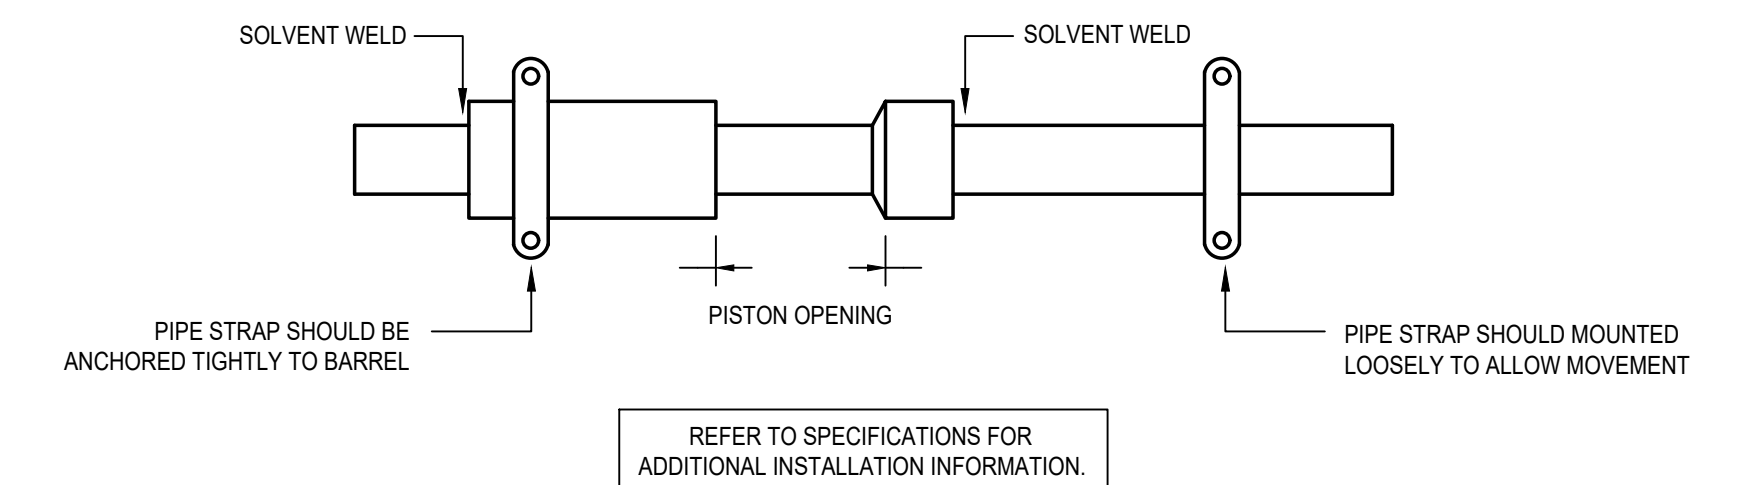 SOLVENT WELD
SOLVENT WELD
PISTON OPENING
PIPE STRAP SHOULD BE
ANCHORED TIGHTLY TO BARREL
PIPE STRAP SHOULD MOUNTED
LOOSELY TO ALLOW MOVEMENT
REFER TO SPECIFICATIONS FOR
ADDITIONAL INSTALLATION INFORMATION.